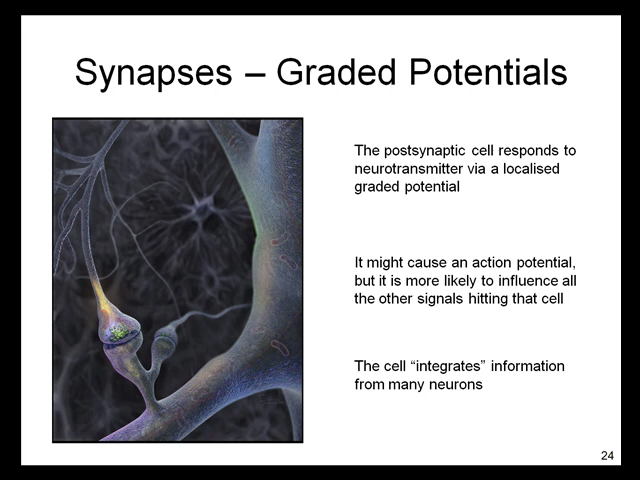 Synapses – Graded Potentials
The postsynaptic cell responds to
neurotransmitter via a localised
graded potential
It might cause an action potential,
but it is more likely to influence all
the other signals hitting that cell
The cell “integrates” information
from many neurons
24